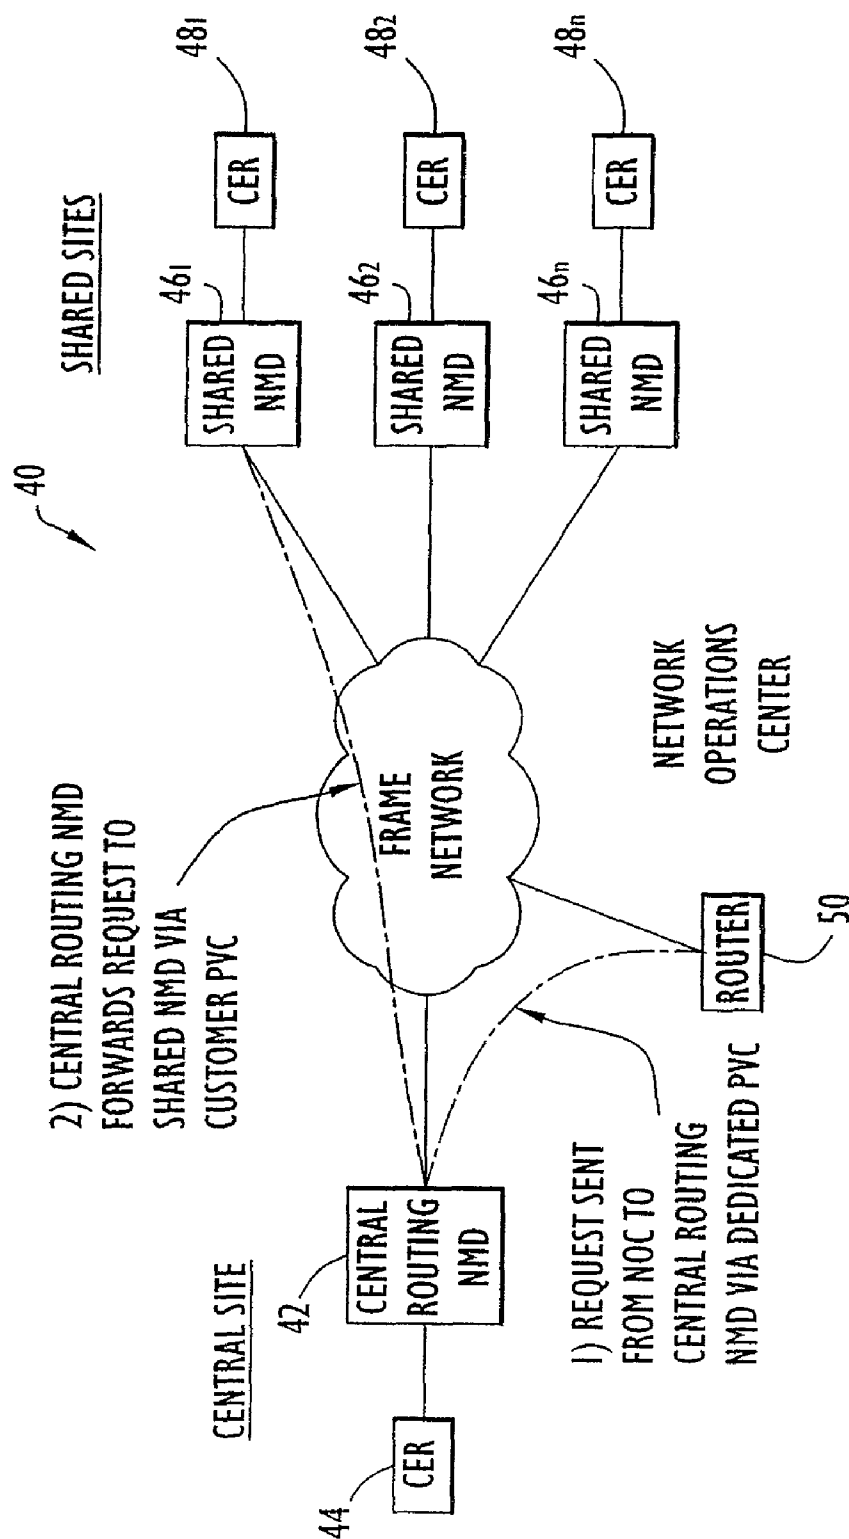 40
CENTRAL SITE
SHARED SITES
2) CENTRAL ROUTING NMD
FORWARDS REQUEST TO
SHARED NMD VIA
CUSTOMER PVC
44
CER
42
CENTRAL
ROUTING
NMD
FRAME
NETWORK
SHARED
NMD
46₁
CER
48₁
SHARED
NMD
46₂
CER
48₂
SHARED
NMD
46ₙ
CER
48ₙ
1) REQUEST SENT
FROM NOC TO
CENTRAL ROUTING
NMD VIA DEDICATED PVC
ROUTER
50
NETWORK
OPERATIONS
CENTER